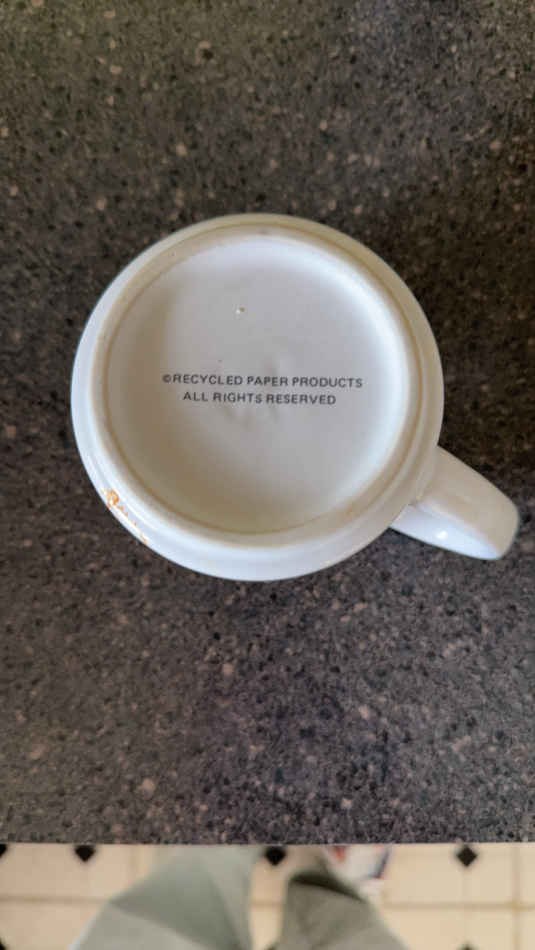 ©RECYCLED PAPER PRODUCTS
ALL RIGHTS RESERVED